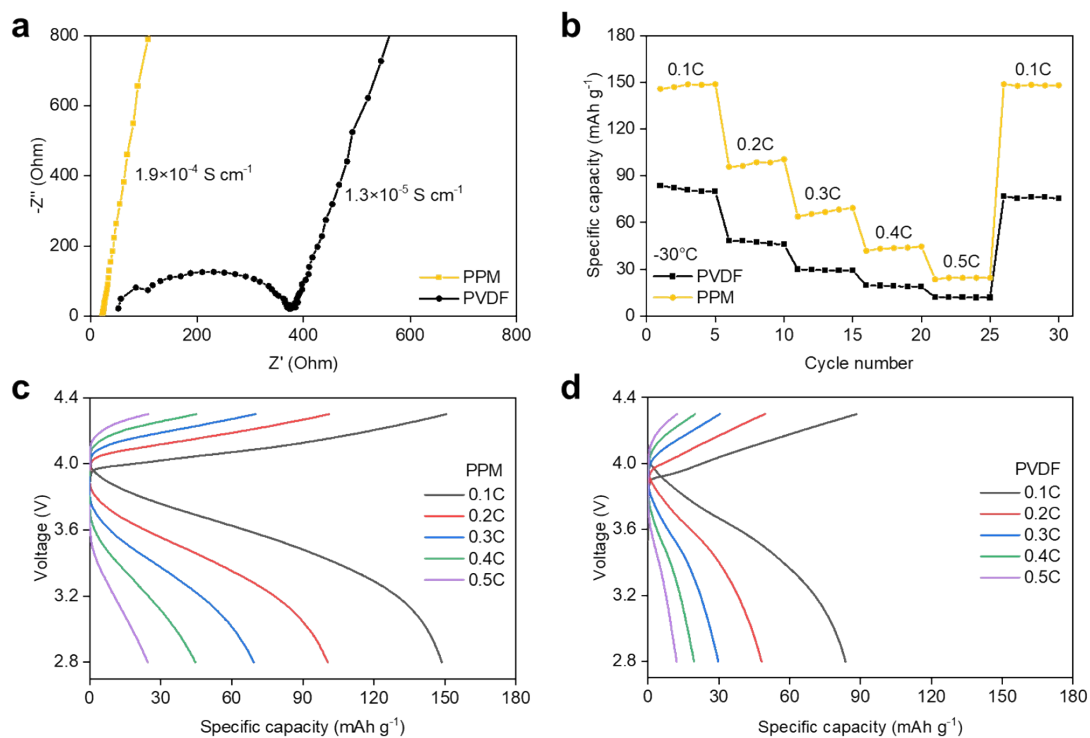 a
800
600
400
200
0
-Z'' (Ohm)
1.9×10⁻⁴ S cm⁻¹
1.3×10⁻⁵ S cm⁻¹
PPM
PVDF
0 200 400 600 800
Z' (Ohm)
b
180
150
120
90
60
30
0
Specific capacity (mAh g⁻¹)
0.1C
0.2C
0.3C
0.4C
0.5C
0.1C
-30°C
PVDF
PPM
0 5 10 15 20 25 30
Cycle number
c
4.4
4.0
3.6
3.2
2.8
Voltage (V)
PPM
0.1C
0.2C
0.3C
0.4C
0.5C
0 30 60 90 120 150 180
Specific capacity (mAh g⁻¹)
d
4.4
4.0
3.6
3.2
2.8
Voltage (V)
PVDF
0.1C
0.2C
0.3C
0.4C
0.5C
0 30 60 90 120 150 180
Specific capacity (mAh g⁻¹)